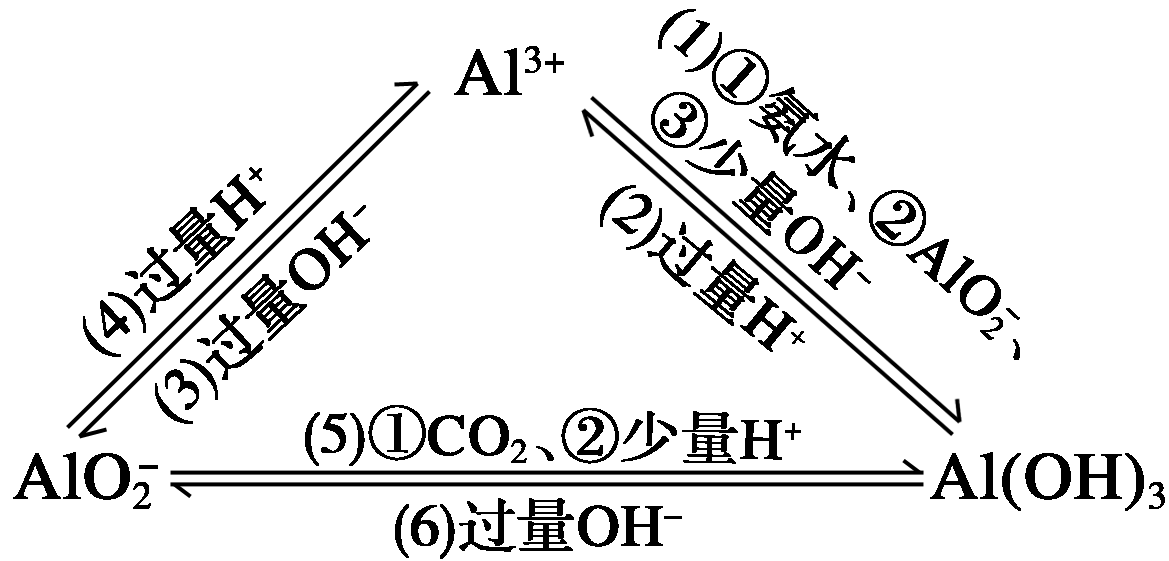 Al³⁺
(1)①氨水、②AlO₂⁻、
③少量OH⁻
(2)过量H⁺
(4)过量H⁺
(3)过量OH⁻
(5)①CO₂、②少量H⁺
AlO₂⁻
Al(OH)₃
(6)过量OH⁻